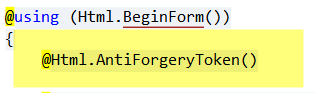 @using (Html.BeginForm())
{
@Html.AntiForgeryToken()